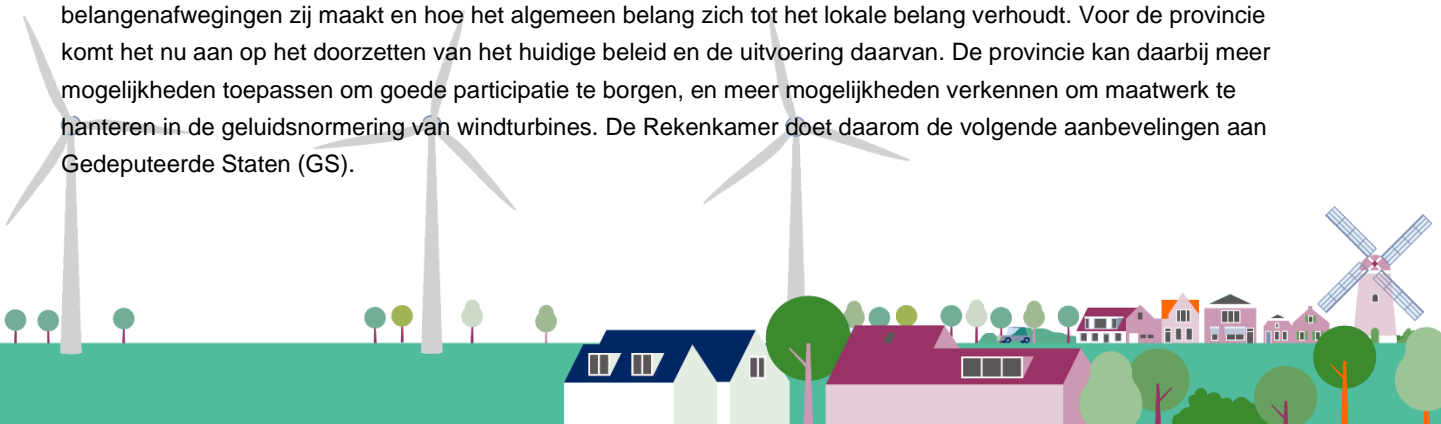 belangenafwegingen zij maakt en hoe het algemeen belang zich tot het lokale belang verhoudt. Voor de provincie
komt het nu aan op het doorzetten van het huidige beleid en de uitvoering daarvan. De provincie kan daarbij meer
mogelijkheden toepassen om goede participatie te borgen, en meer mogelijkheden verkennen om maatwerk te
hanteren in de geluidsnormering van windturbines. De Rekenkamer doet daarom de volgende aanbevelingen aan
Gedeputeerde Staten (GS).